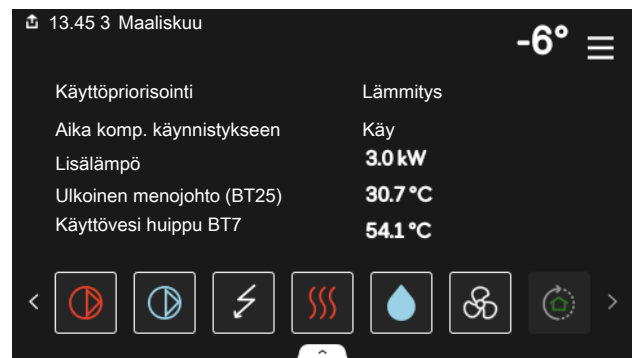 13.45 3 Maaliskuu
-6°
Käyttöpriorisointi Lämmitys
Aika komp. käynnistykseen Käy
Lisälämpö 3.0 kW
Ulkoinen menojohto (BT25) 30.7 °C
Käyttövesi huippu BT7 54.1 °C